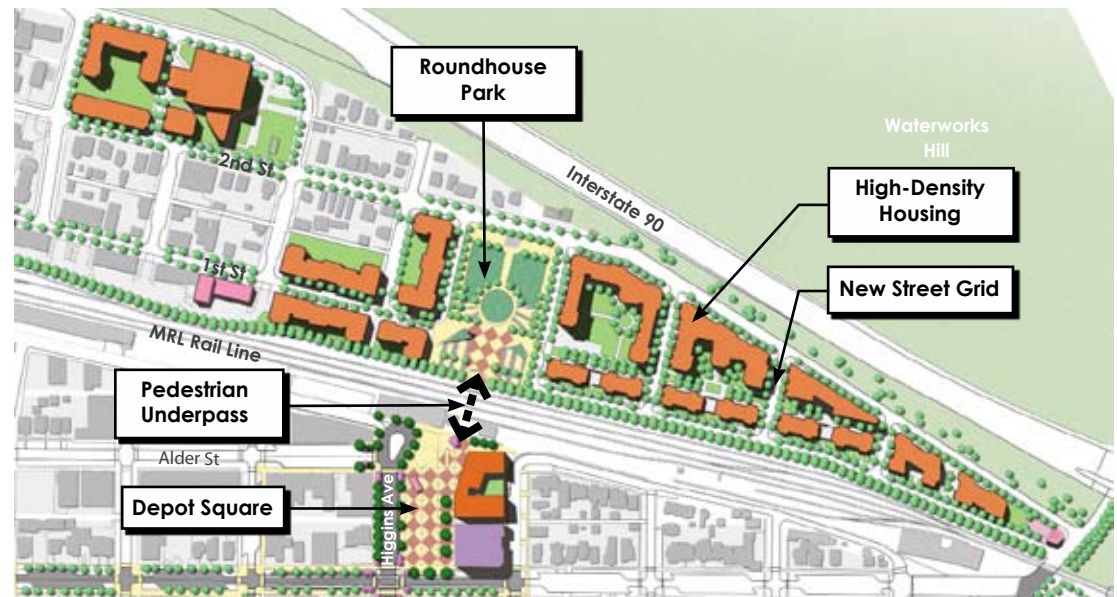 Roundhouse
Park
Waterworks
Hill
2nd St
Interstate 90
High-Density
Housing
1st St
New Street Grid
MRL Rail Line
Pedestrian
Underpass
Alder St
Depot Square
Higgins Ave